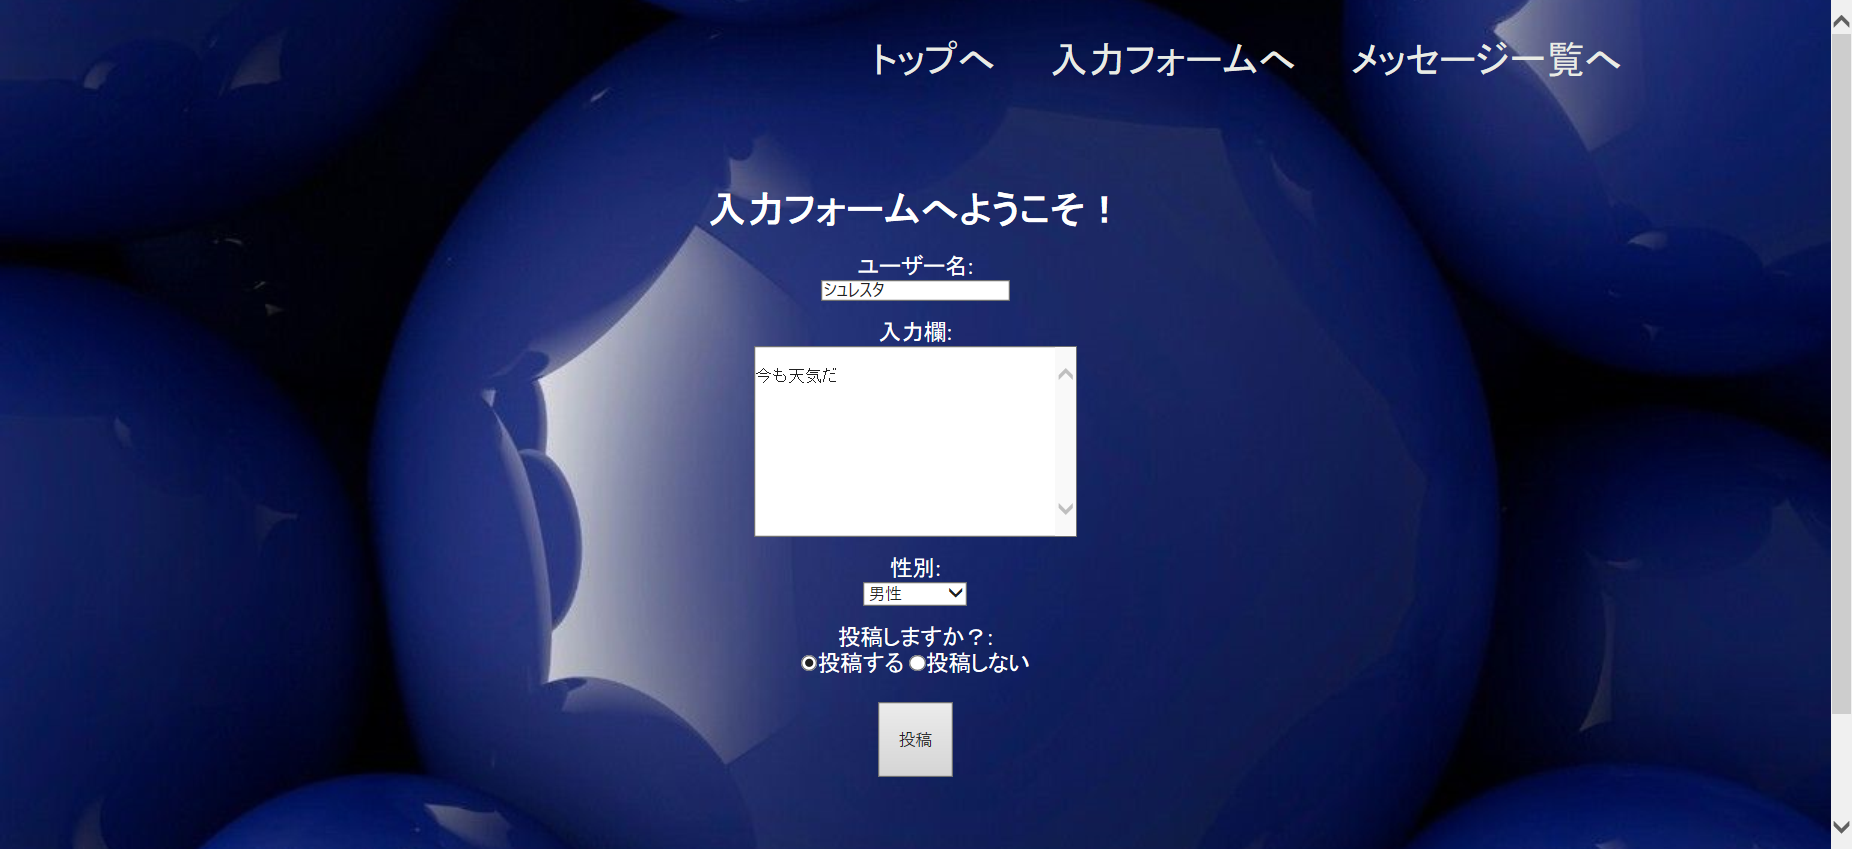 トップへ 入力フォームへ メッセージ一覧へ
入力フォームへようこそ！
ユーザー名:
シュレスタ
入力欄:
今も天気だ
性別:
男性
投稿しますか？:
投稿する 投稿しない
投稿